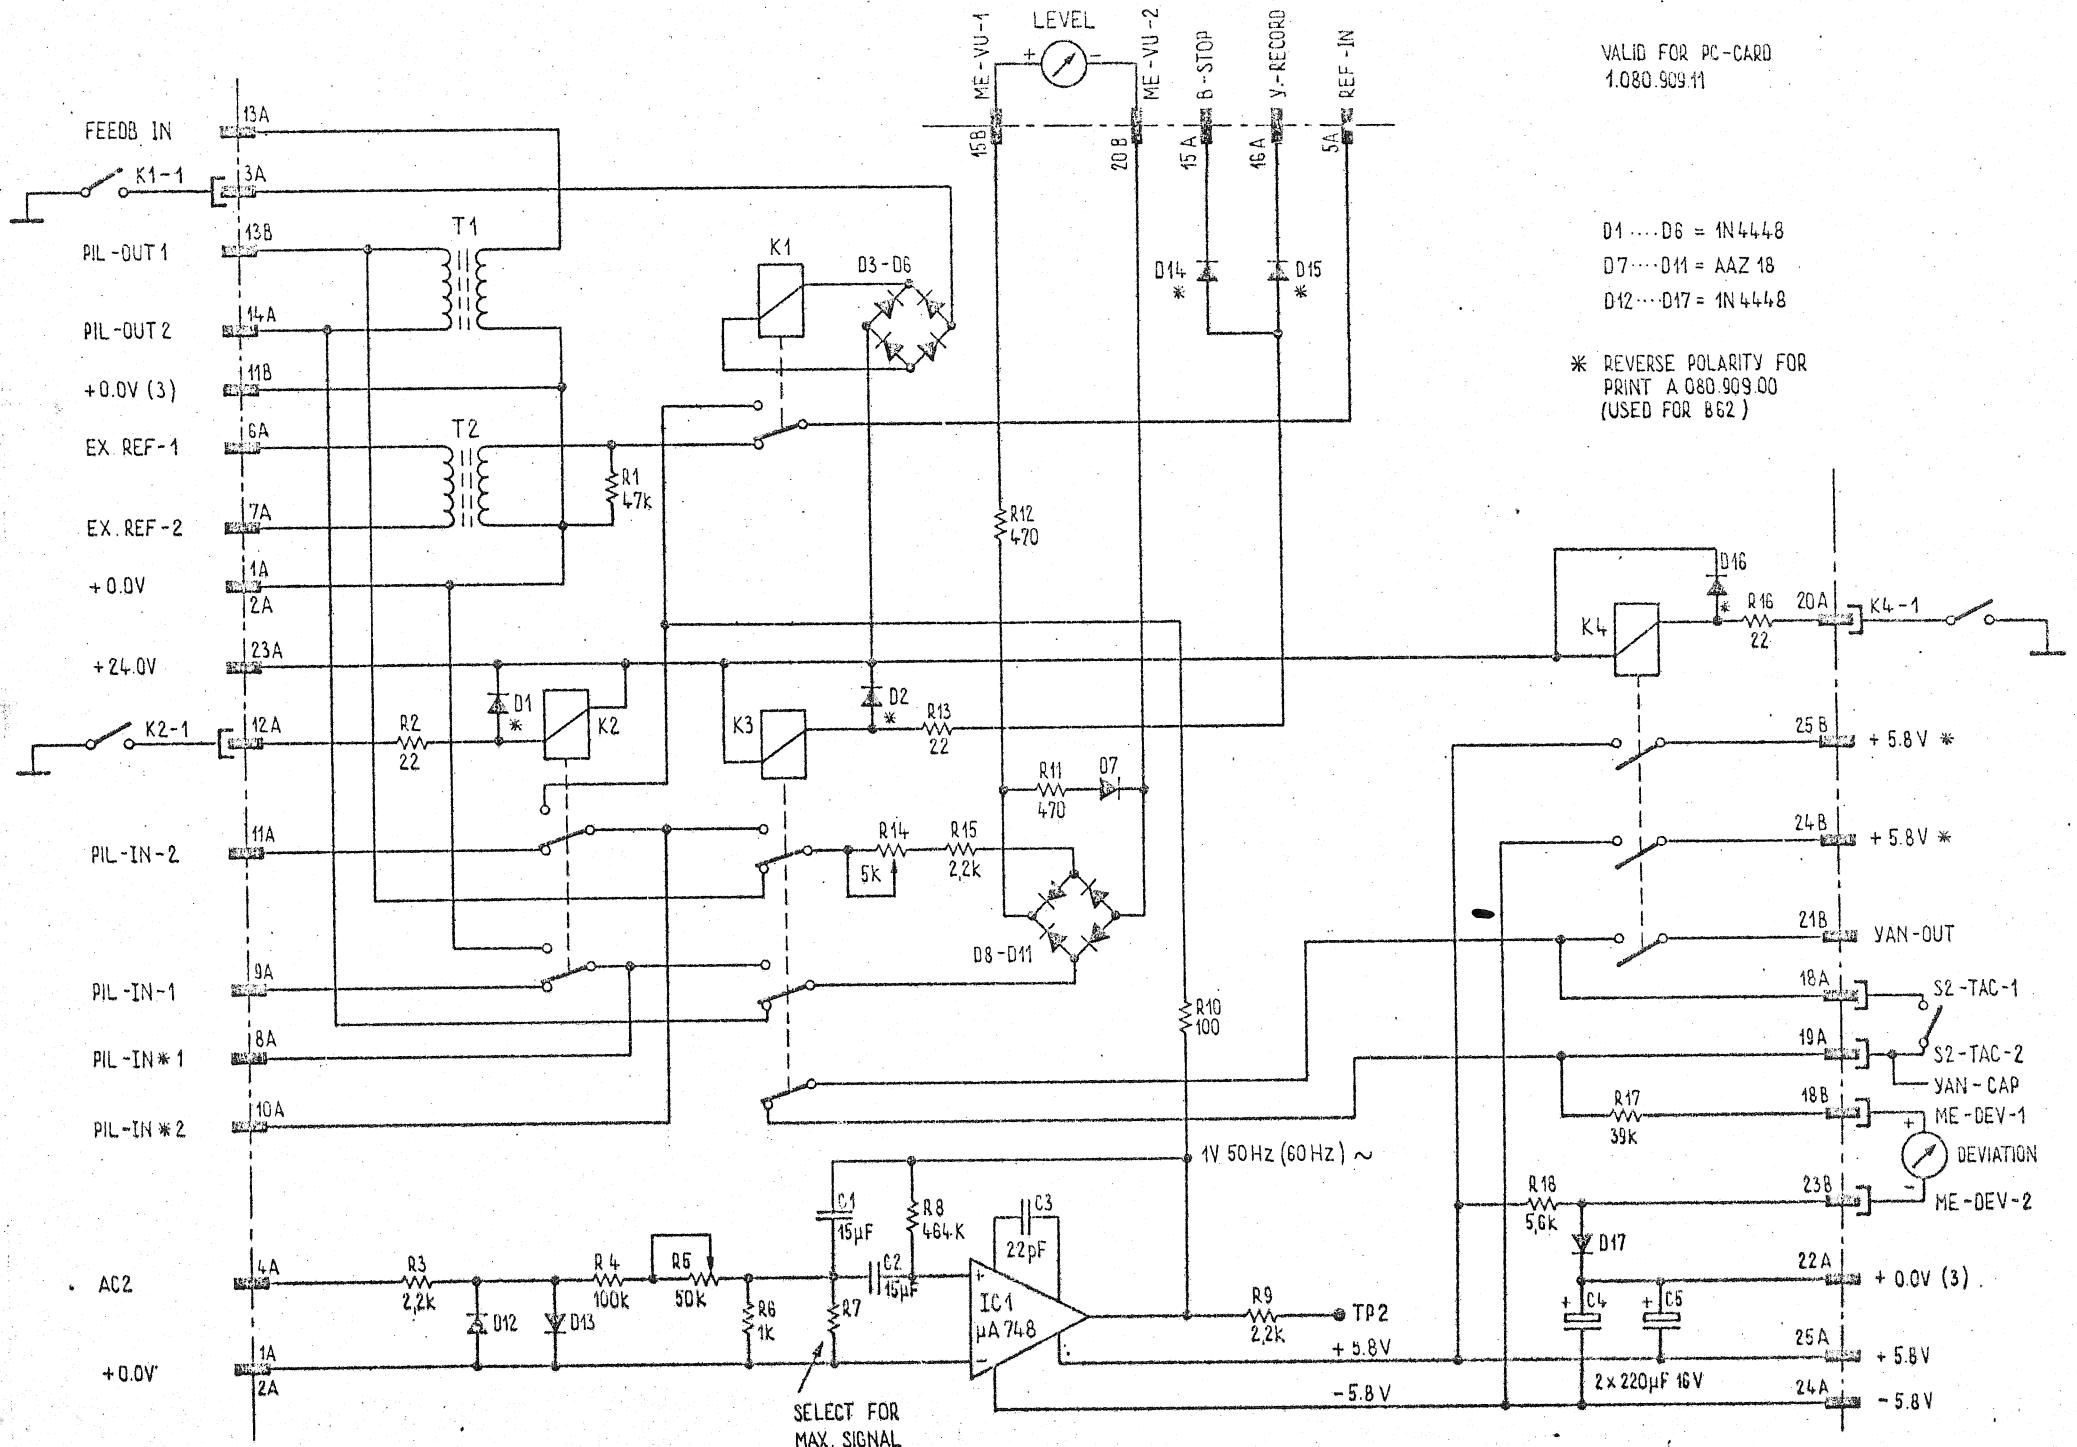 LEVEL
ME-VU-1
+
-
ME-VU-2
B-STOP
Y.-RECORD
REF-IN
15B
20B
15A
16A
5A
VALID FOR PC-CARD
1.080.909.11
D1 ···· D6 = 1N4448
D7 ···· D11 = AAZ 18
D12 ··· D17 = 1N4448
* REVERSE POLARITY FOR
PRINT A 080.909.00
(USED FOR B62)
FEEDB. IN
13A
K1-1
3A
PIL-OUT 1
13B
T1
PIL-OUT 2
14A
+0.0V (3)
11B
EX. REF-1
6A
T2
EX. REF-2
7A
R1
47k
+0.0V
1A
2A
+24.0V
23A
K2-1
12A
R2
22
D1
*
K2
K1
D3-D6
D14
*
D15
*
R12
470
K3
D2
*
R13
22
R11
470
D7
PIL-IN-2
11A
R14
5k
R15
2,2k
D8-D11
PIL-IN-1
9A
PIL-IN*1
8A
PIL-IN*2
10A
R10
100
K4
D16
*
R16
22
20A
K4-1
25B
+5.8V *
24B
+5.8V *
21B
YAN-OUT
18A
S2-TAC-1
19A
S2-TAC-2
YAN-CAP
R17
39k
18B
ME-DEV-1
+
DEVIATION
-
R18
5,6k
23B
ME-DEV-2
D17
22A
+0.0V (3)
+
C4
+
C5
25A
+5.8V
2x220µF 16V
24A
-5.8V
1V 50Hz (60Hz) ~
AC2
4A
R3
2,2k
D12
D13
R4
100k
R5
50k
R6
1k
C1
15µF
R7
C2
15µF
R8
464K
C3
22pF
+
IC1
µA748
-
R9
2,2k
TP2
+5.8V
-5.8V
+0.0V
1A
2A
SELECT FOR
MAX. SIGNAL